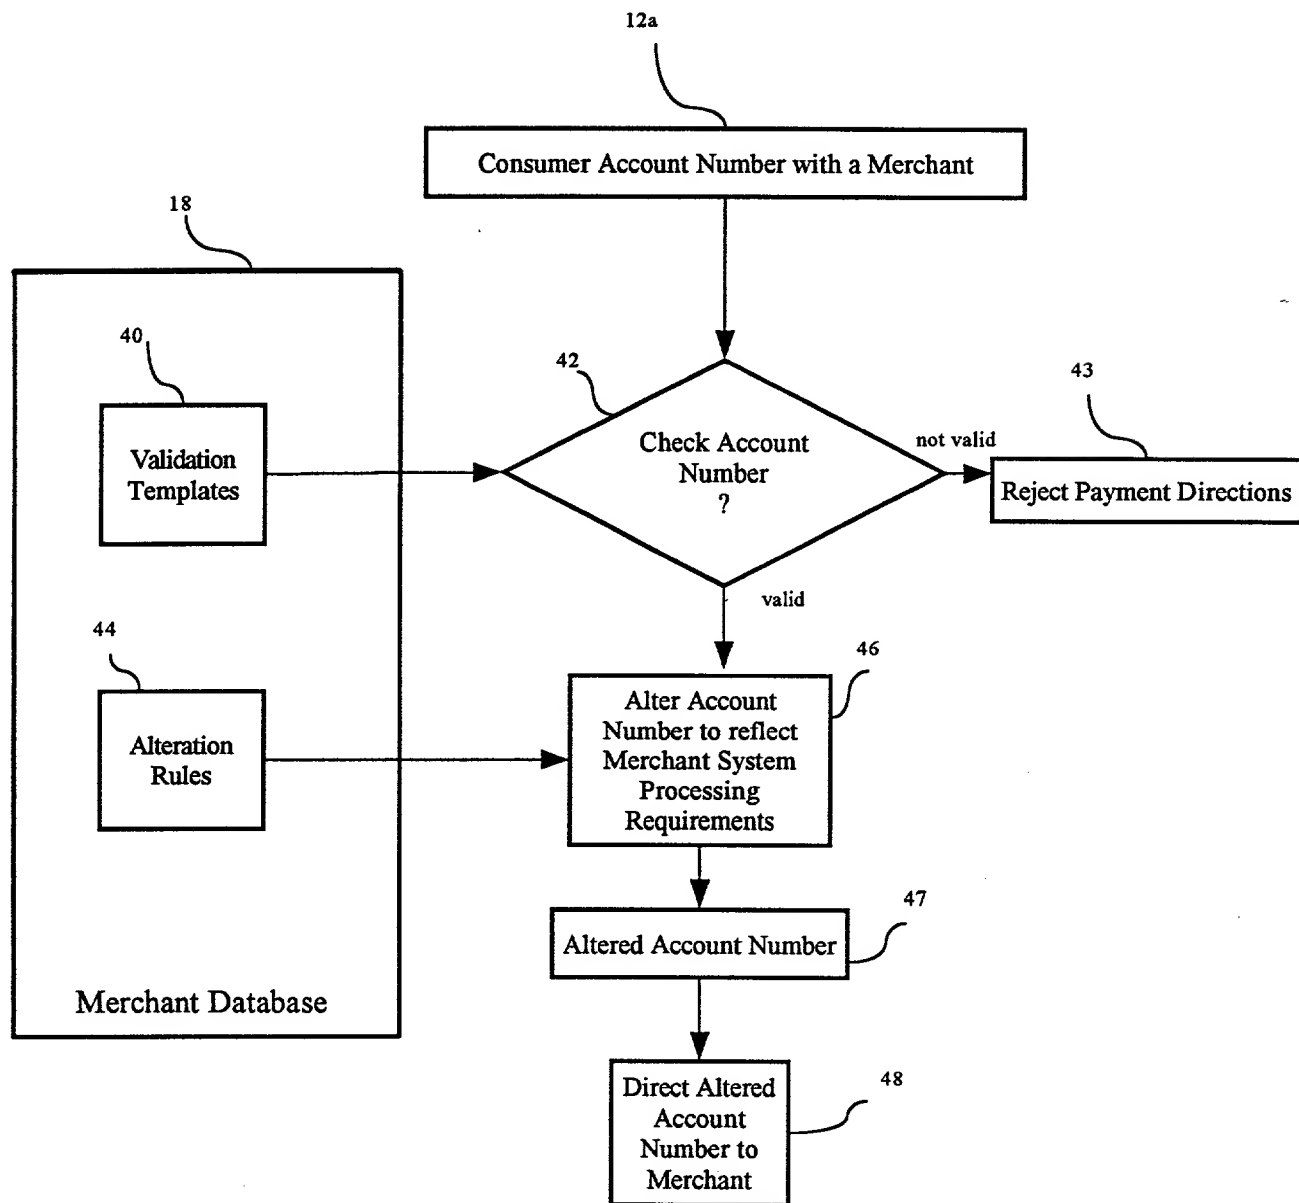 12a
Consumer Account Number with a Merchant
18
40
Validation
Templates
42
Check Account
Number
?
not valid
43
Reject Payment Directions
valid
44
Alteration
Rules
46
Alter Account
Number to reflect
Merchant System
Processing
Requirements
47
Altered Account Number
Merchant Database
48
Direct Altered
Account
Number to
Merchant